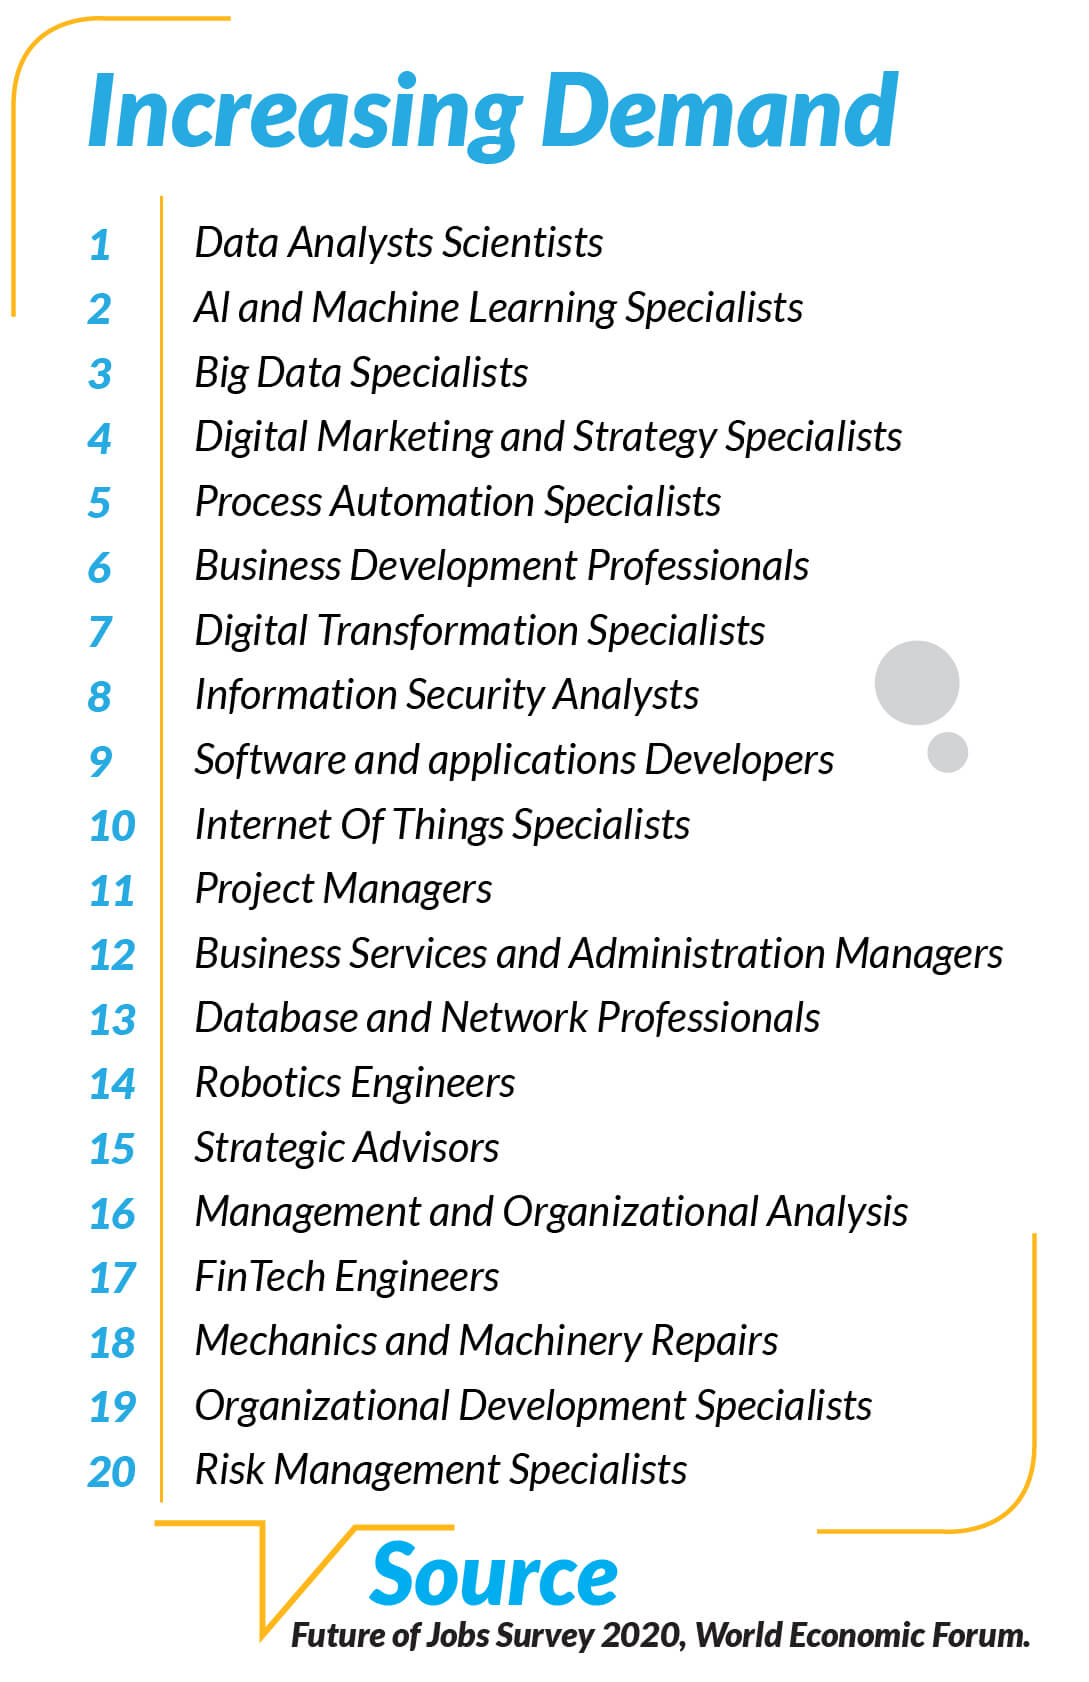 Increasing Demand
1 Data Analysts Scientists
2 AI and Machine Learning Specialists
3 Big Data Specialists
4 Digital Marketing and Strategy Specialists
5 Process Automation Specialists
6 Business Development Professionals
7 Digital Transformation Specialists
8 Information Security Analysts
9 Software and applications Developers
10 Internet Of Things Specialists
11 Project Managers
12 Business Services and Administration Managers
13 Database and Network Professionals
14 Robotics Engineers
15 Strategic Advisors
16 Management and Organizational Analysis
17 FinTech Engineers
18 Mechanics and Machinery Repairs
19 Organizational Development Specialists
20 Risk Management Specialists
Source
Future of Jobs Survey 2020, World Economic Forum.